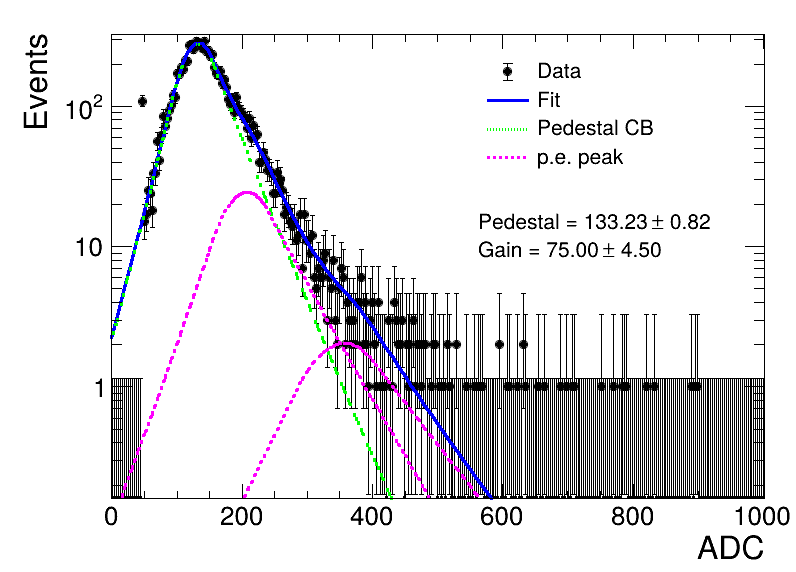 Events
10²
10
1
Data
Fit
Pedestal CB
p.e. peak
Pedestal = 133.23 ± 0.82
Gain = 75.00 ± 4.50
0 200 400 600 800 1000
ADC